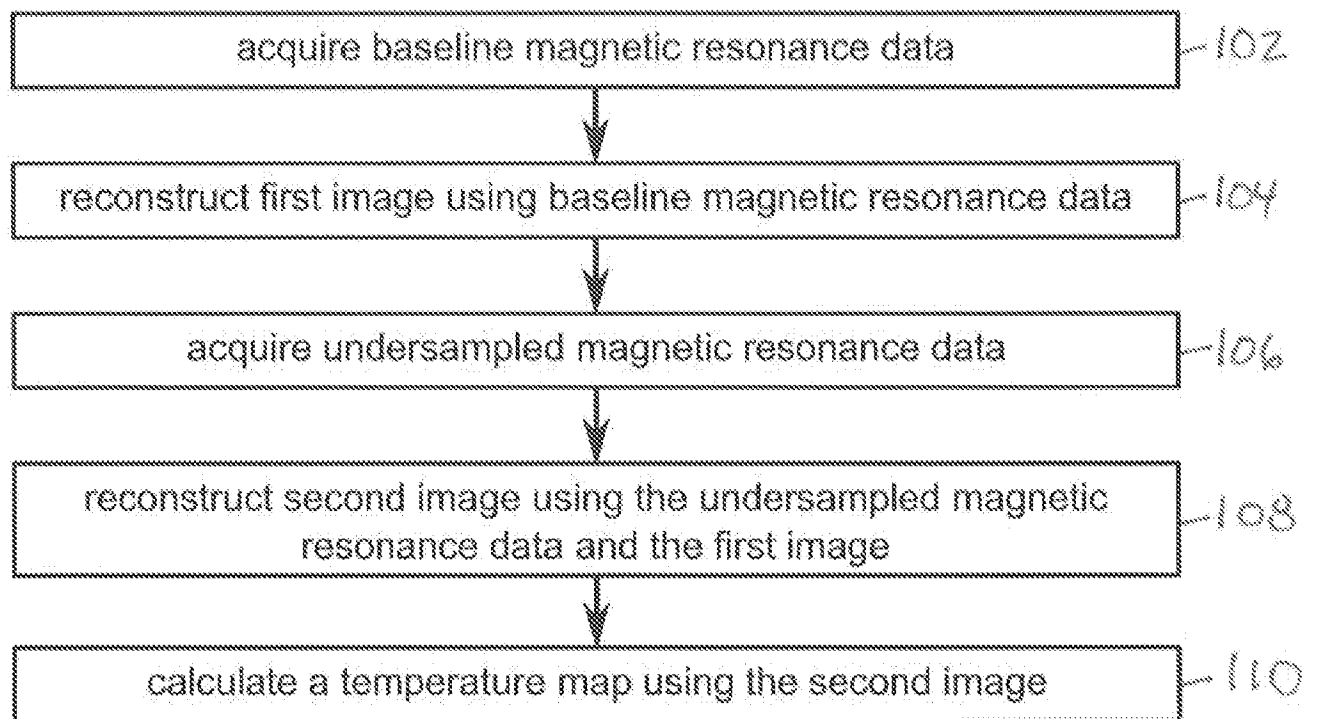 acquire baseline magnetic resonance data 102
reconstruct first image using baseline magnetic resonance data 104
acquire undersampled magnetic resonance data 106
reconstruct second image using the undersampled magnetic
resonance data and the first image 108
calculate a temperature map using the second image 110